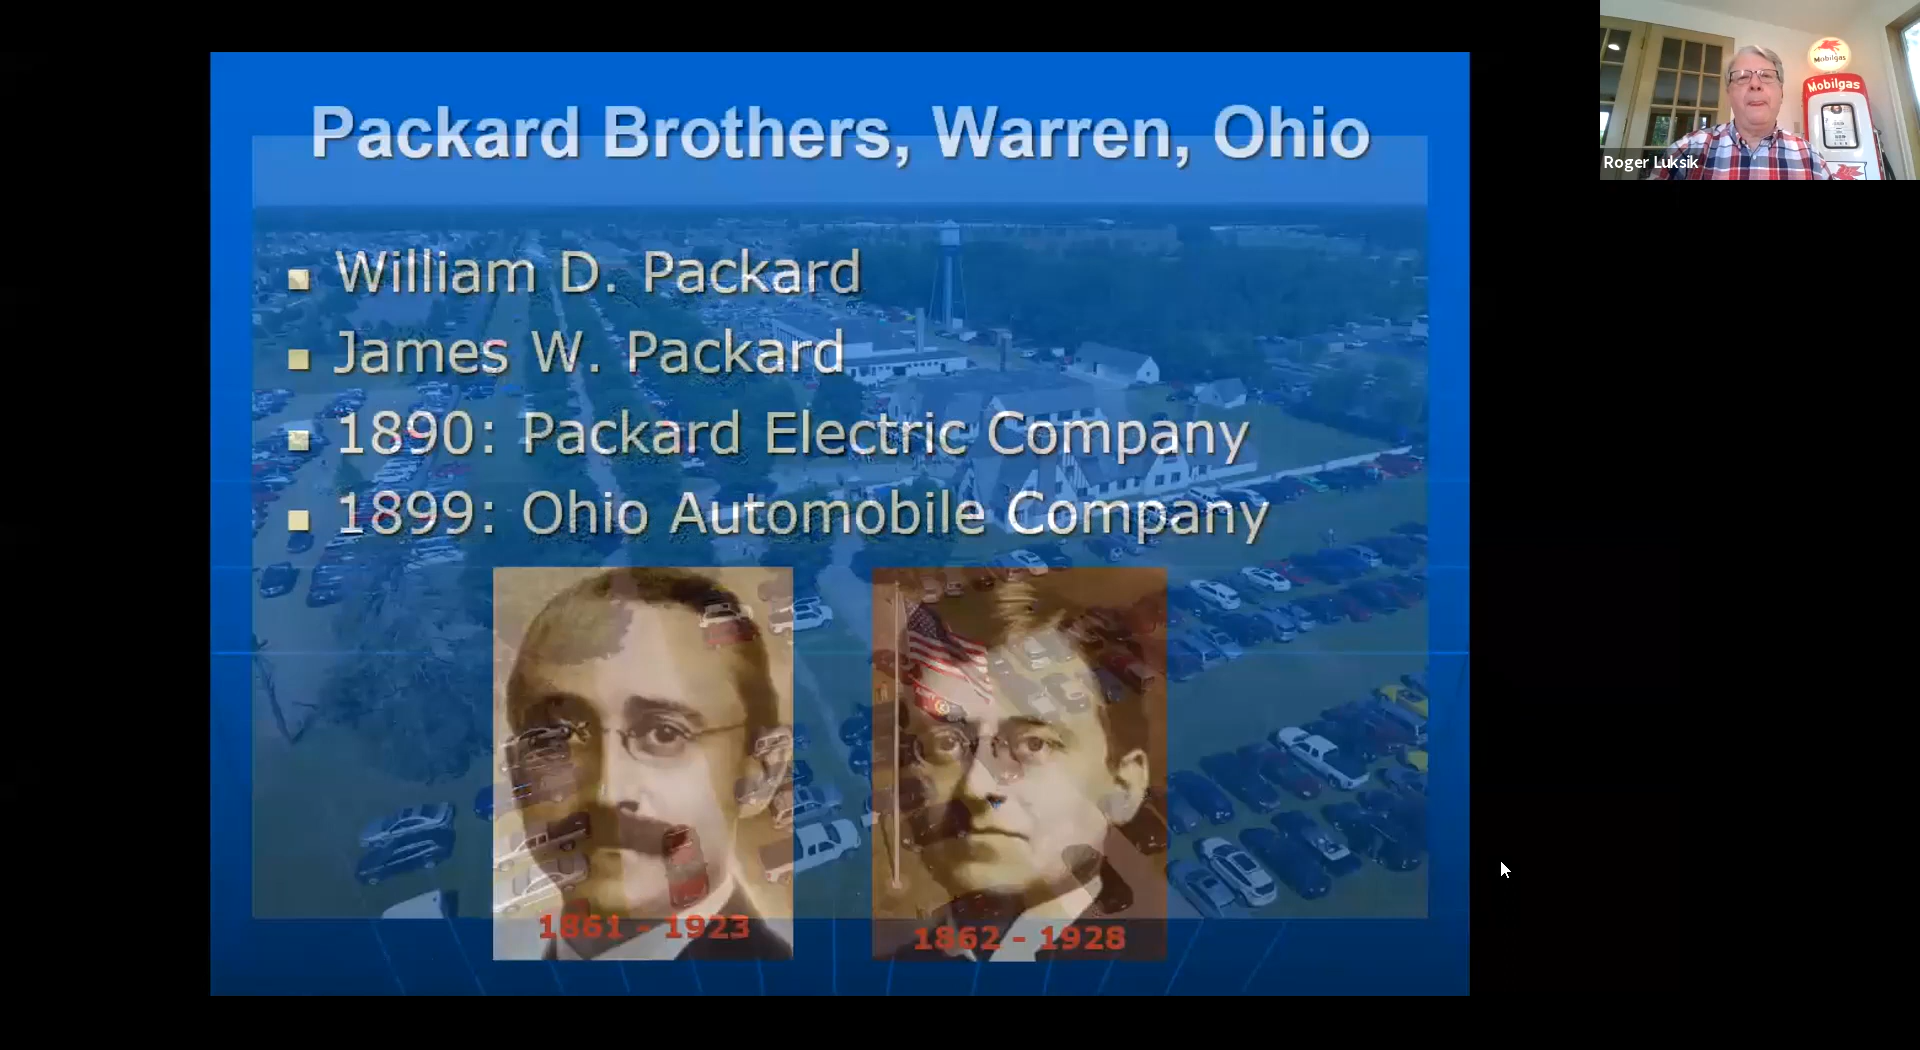 Packard Brothers, Warren, Ohio
William D. Packard
James W. Packard
1890: Packard Electric Company
1899: Ohio Automobile Company
1861 - 1923
1862 - 1928
Mobilgas
Mobilgas
Roger Luksik